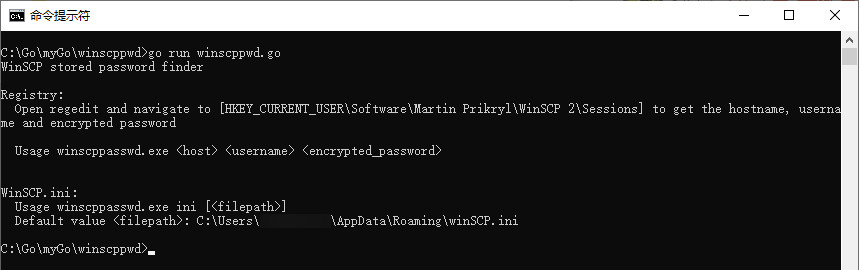 命令提示符
C:\Go\myGo\winscppwd>go run winscppwd.go
WinSCP stored password finder
Registry:
Open regedit and navigate to [HKEY_CURRENT_USER\Software\Martin Prikryl\WinSCP 2\Sessions] to get the hostname, userna
me and encrypted password
Usage winscppasswd.exe <host> <username> <encrypted_password>
WinSCP.ini:
Usage winscppasswd.exe ini [<filepath>]
Default value <filepath>: C:\Users\ \AppData\Roaming\winSCP.ini
C:\Go\myGo\winscppwd>